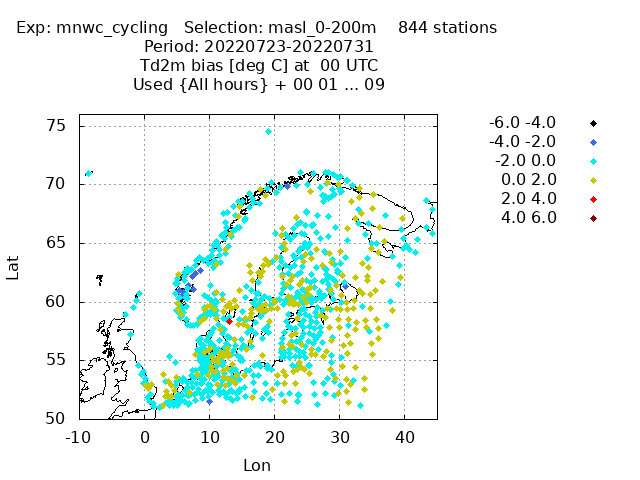 Exp: mnwc_cycling   Selection: masl_0-200m    844 stations
Period: 20220723-20220731
Td2m bias [deg C] at  00 UTC
Used {All hours} + 00 01 ... 09
-6.0 -4.0
-4.0 -2.0
-2.0 0.0
0.0 2.0
2.0 4.0
4.0 6.0
75
70
65
60
55
50
Lat
-10 0 10 20 30 40
Lon